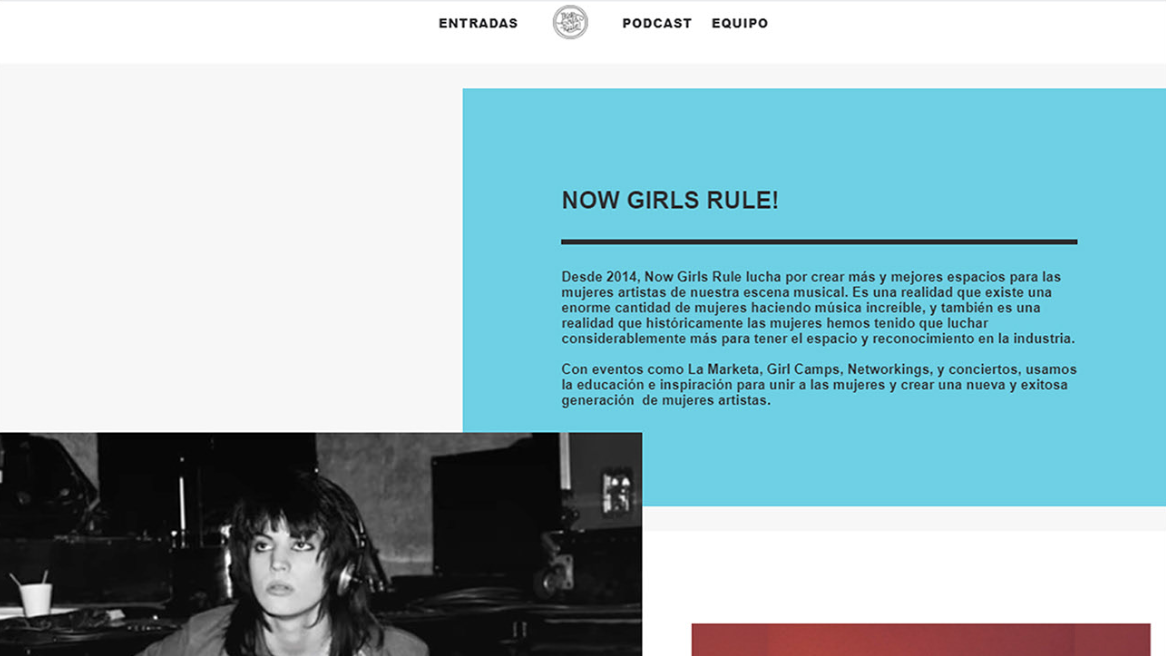 ENTRADAS PODCAST EQUIPO
NOW GIRLS RULE!
Desde 2014, Now Girls Rule lucha por crear más y mejores espacios para las
mujeres artistas de nuestra escena musical. Es una realidad que existe una
enorme cantidad de mujeres haciendo música increíble, y también es una
realidad que históricamente las mujeres hemos tenido que luchar
considerablemente más para tener el espacio y reconocimiento en la industria.
Con eventos como La Marketa, Girl Camps, Networkings, y conciertos, usamos
la educación e inspiración para unir a las mujeres y crear una nueva y exitosa
generación  de mujeres artistas.